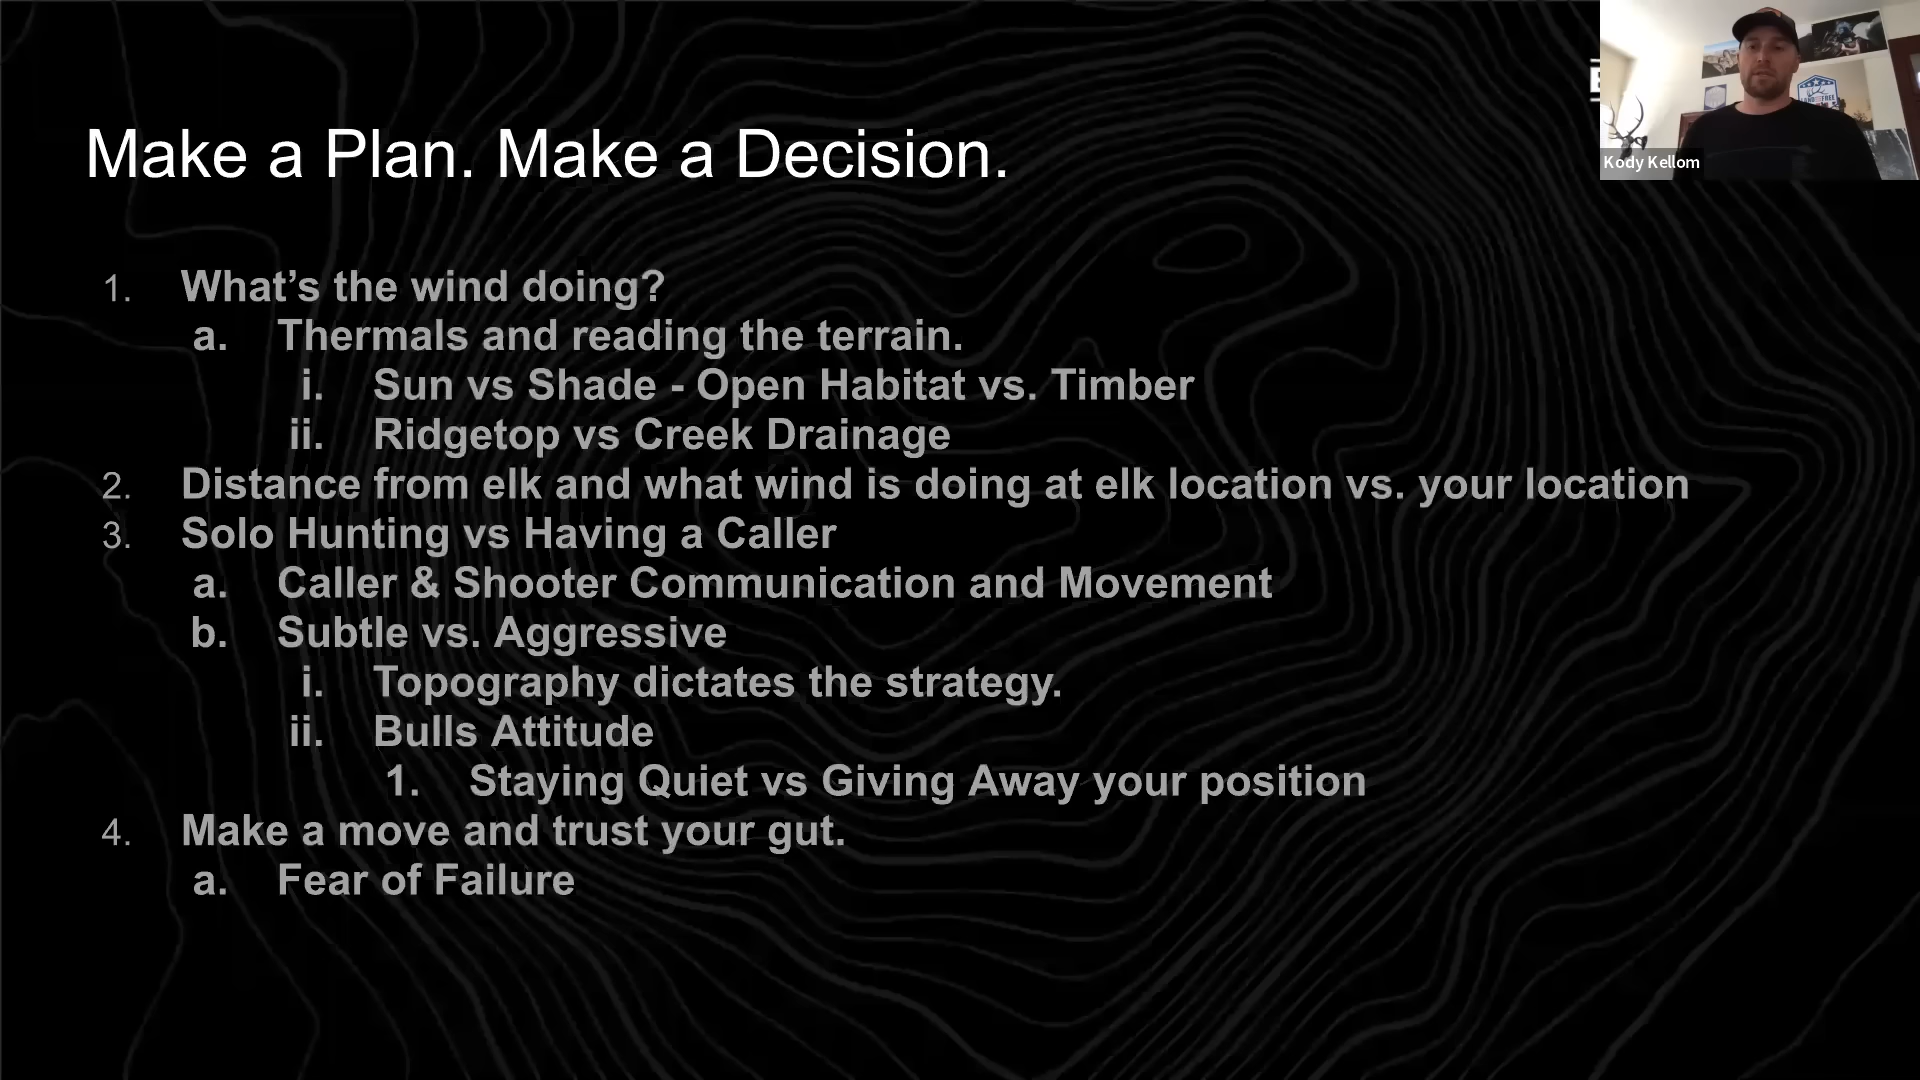 Make a Plan. Make a Decision.
1. What’s the wind doing?
a. Thermals and reading the terrain.
i. Sun vs Shade - Open Habitat vs. Timber
ii. Ridgetop vs Creek Drainage
2. Distance from elk and what wind is doing at elk location vs. your location
3. Solo Hunting vs Having a Caller
a. Caller & Shooter Communication and Movement
b. Subtle vs. Aggressive
i. Topography dictates the strategy.
ii. Bulls Attitude
1. Staying Quiet vs Giving Away your position
4. Make a move and trust your gut.
a. Fear of Failure
Kody Kellom